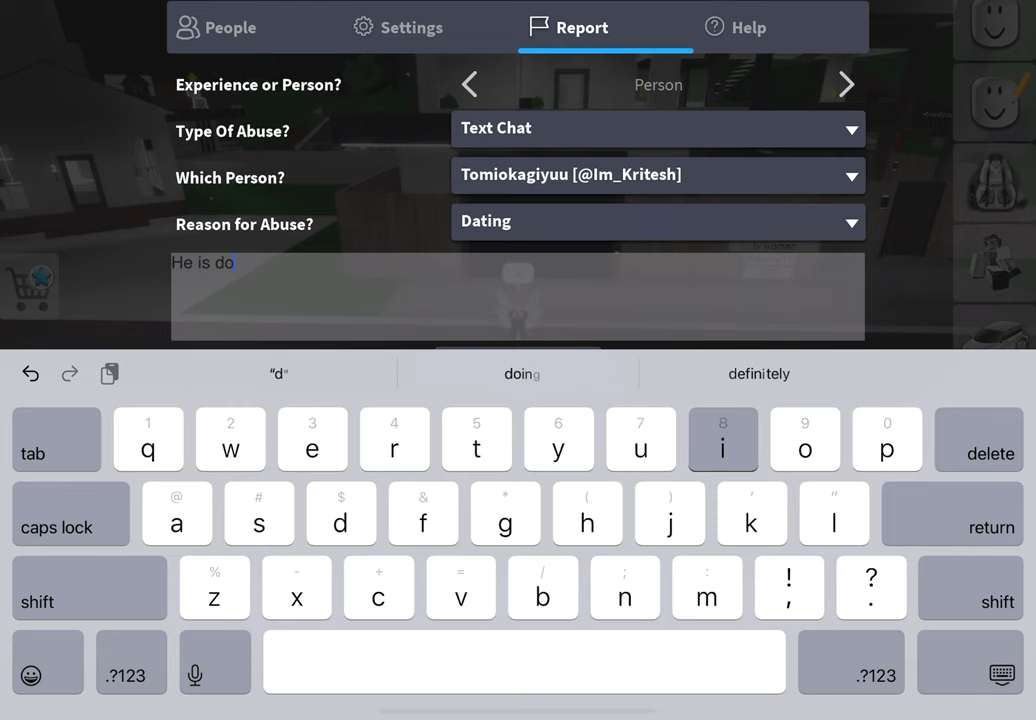 People Settings Report Help
Experience or Person? Person
Type Of Abuse? Text Chat
Which Person? Tomiokagiyuu [@Im_Kritesh]
Reason for Abuse? Dating
He is do
“d” doing definitely
1 2 3 4 5 6 7 8 9 0
tab q w e r t y u i o p delete
@ # $ & * ( ) ' "
caps lock a s d f g h j k l return
% - + = / ; : ! ?
shift z x c v b n m , . shift
.?123 .?123